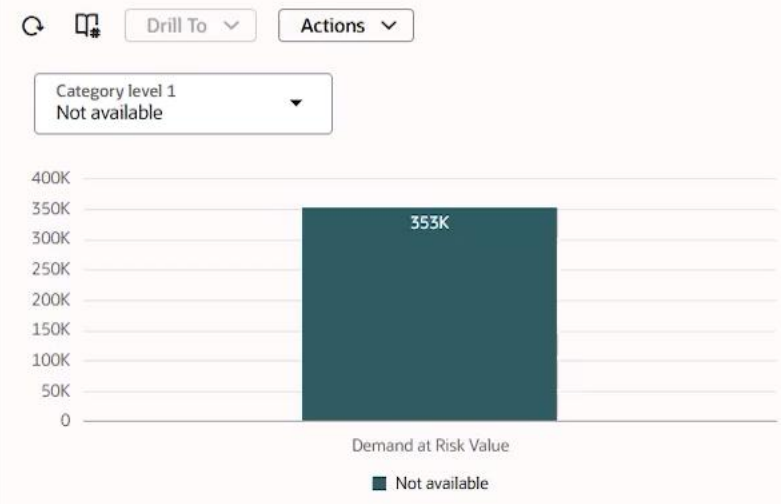 Drill To
Actions
Category level 1
Not available
400K
350K
300K
250K
200K
150K
100K
50K
0
353K
Demand at Risk Value
Not available